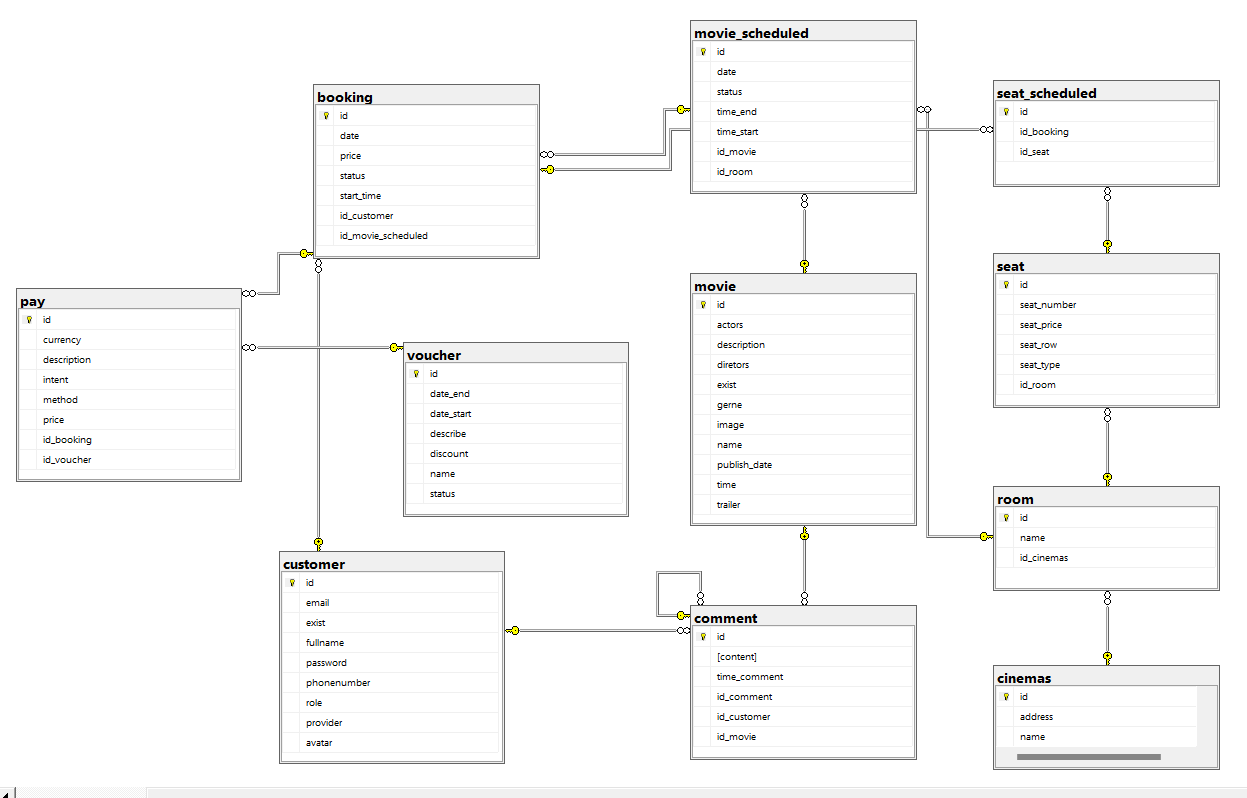 movie_scheduled
id
date
status
time_end
time_start
id_movie
id_room
seat_scheduled
id
id_booking
id_seat
booking
id
date
price
status
start_time
id_customer
id_movie_scheduled
seat
id
seat_number
seat_price
seat_row
seat_type
id_room
movie
id
actors
description
diretors
exist
gerne
image
name
publish_date
time
trailer
pay
id
currency
description
intent
method
price
id_booking
id_voucher
voucher
id
date_end
date_start
describe
discount
name
status
room
id
name
id_cinemas
customer
id
email
exist
fullname
password
phonenumber
role
provider
avatar
comment
id
[content]
time_comment
id_comment
id_customer
id_movie
cinemas
id
address
name